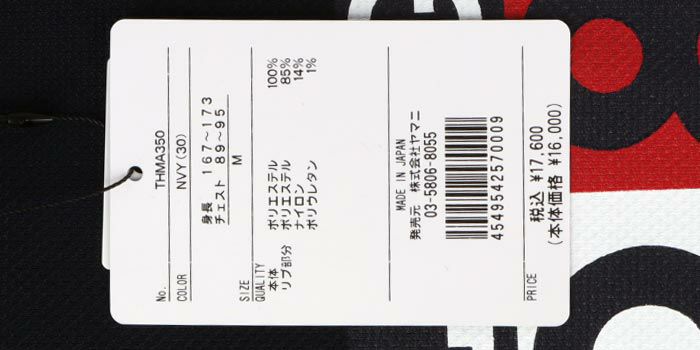 No. THMA350
COLOR NVY(30)
身長 167〜173
チェスト 89〜95
SIZE M
QUALITY
本体 ポリエステル 100%
リブ部分 ポリエステル 85%
ナイロン 14%
ポリウレタン 1%
MADE IN JAPAN
発売元 株式会社ヤマニ
03-5806-8055
4549542570009
PRICE 税込 ¥17,600
(本体価格 ¥16,000)